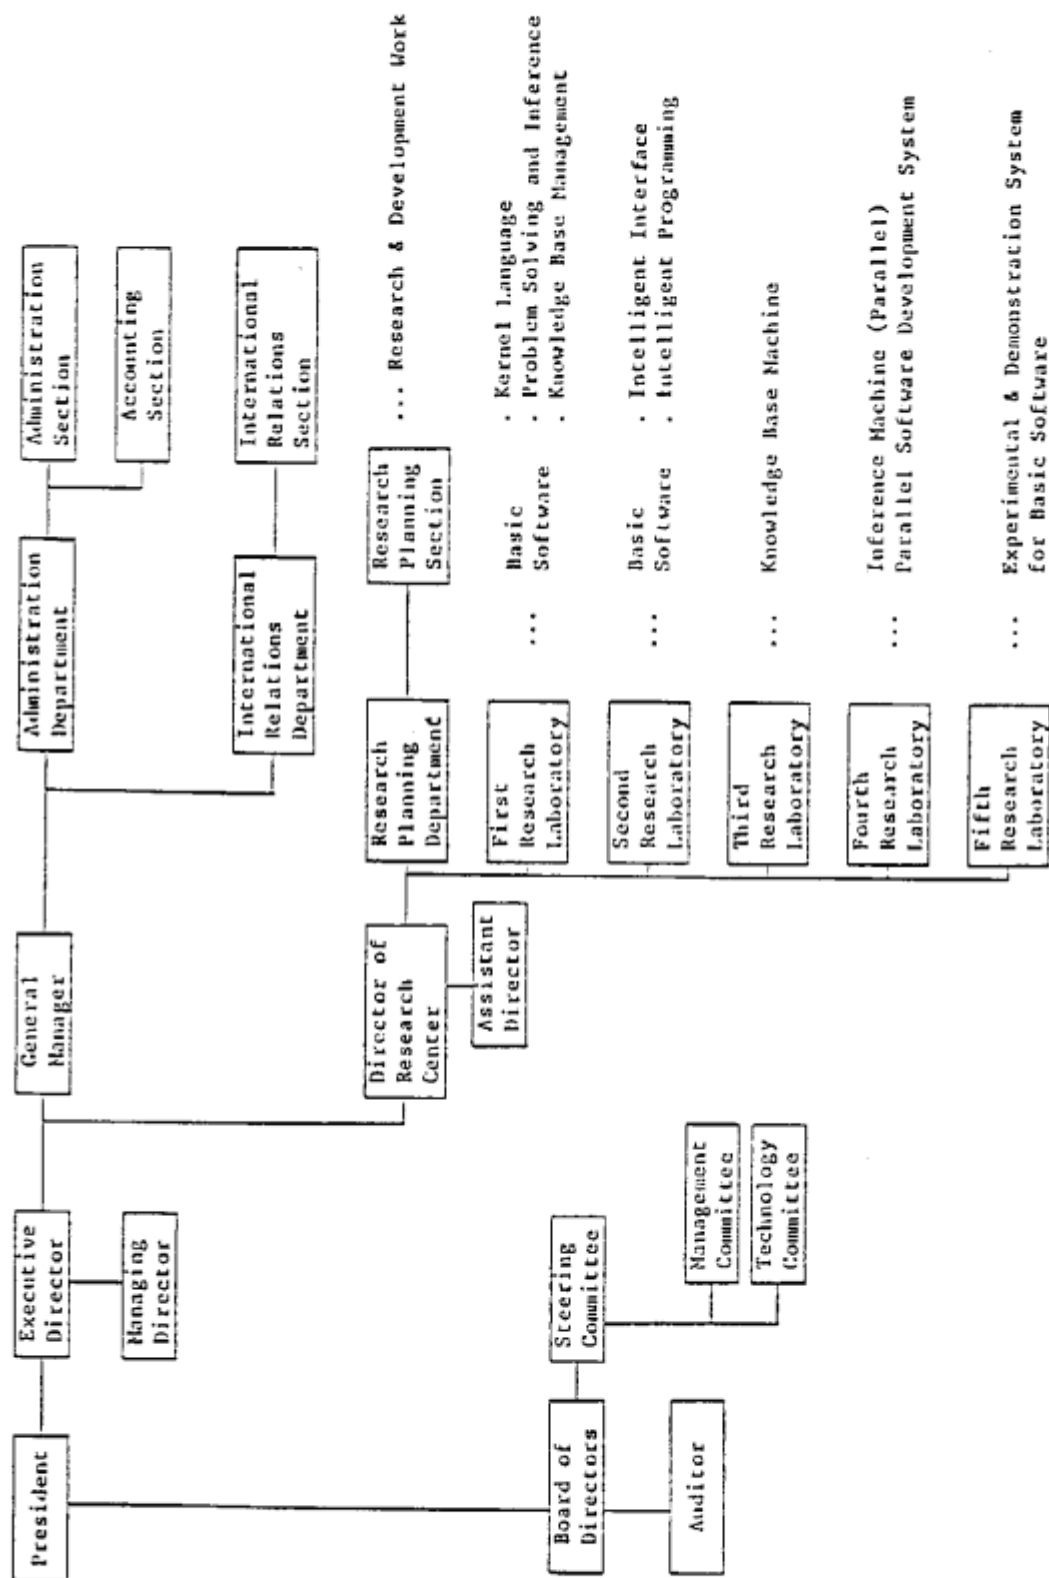 President
Executive
Director
Managing
Director
General
Manager
Administration
Department
Administration
Section
Accounting
Section
International
Relations
Department
International
Relations
Section
Director of
Research
Center
Assistant
Director
Research
Planning
Department
Research
Planning
Section
... Research & Development Work
First
Research
Laboratory
... Basic
Software
. Kernel Language
. Problem Solving and Inference
. Knowledge Base Management
Second
Research
Laboratory
... Basic
Software
. Intelligent Interface
. Intelligent Programming
Third
Research
Laboratory
... Knowledge Base Machine
Fourth
Research
Laboratory
... Inference Machine (Parallel)
Parallel Software Development System
Fifth
Research
Laboratory
... Experimental & Demonstration System
for Basic Software
Board of
Directors
Steering
Committee
Management
Committee
Technology
Committee
Auditor